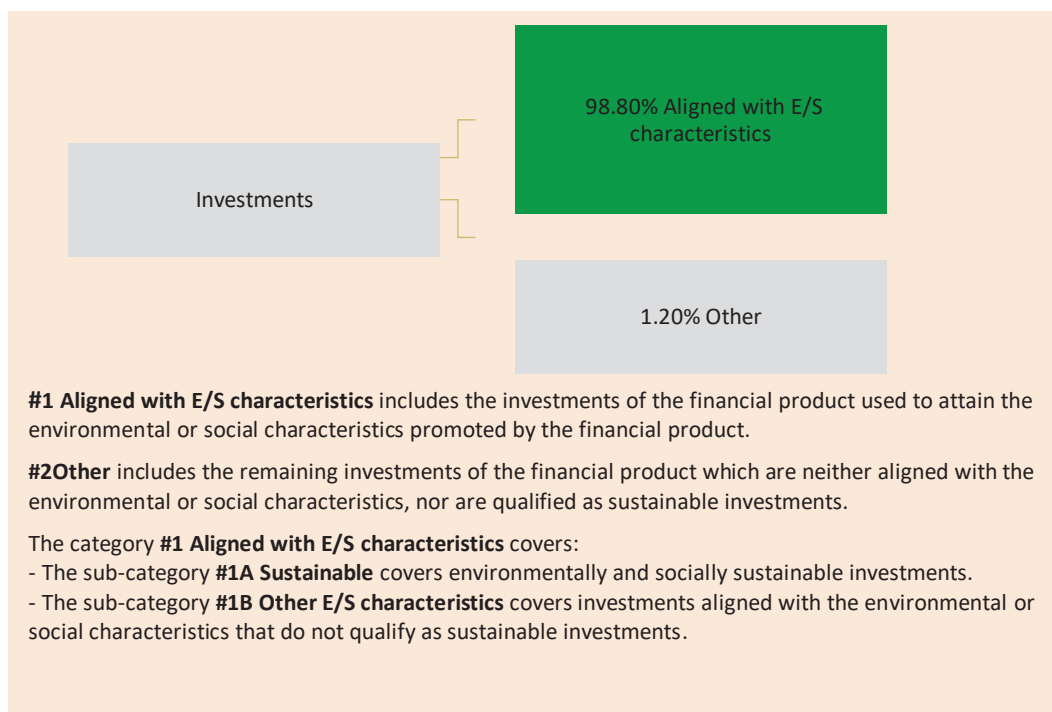 98.80% Aligned with E/S
characteristics
Investments
1.20% Other
#1 Aligned with E/S characteristics includes the investments of the financial product used to attain the
environmental or social characteristics promoted by the financial product.
#2Other includes the remaining investments of the financial product which are neither aligned with the
environmental or social characteristics, nor are qualified as sustainable investments.
The category #1 Aligned with E/S characteristics covers:
- The sub-category #1A Sustainable covers environmentally and socially sustainable investments.
- The sub-category #1B Other E/S characteristics covers investments aligned with the environmental or
social characteristics that do not qualify as sustainable investments.